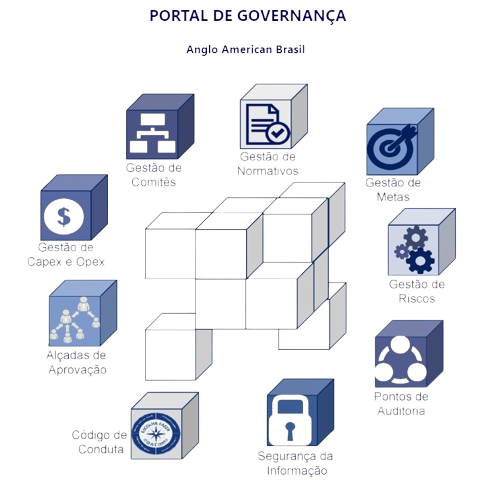 PORTAL DE GOVERNANÇA
Anglo American Brasil
Gestão de
Comitês
Gestão de
Normativos
Gestão de
Metas
$
Gestão de
Capex e Opex
Gestão de
Riscos
Alçadas de
Aprovação
Pontos de
Auditoria
Código de
Conduta
Segurança da
Informação